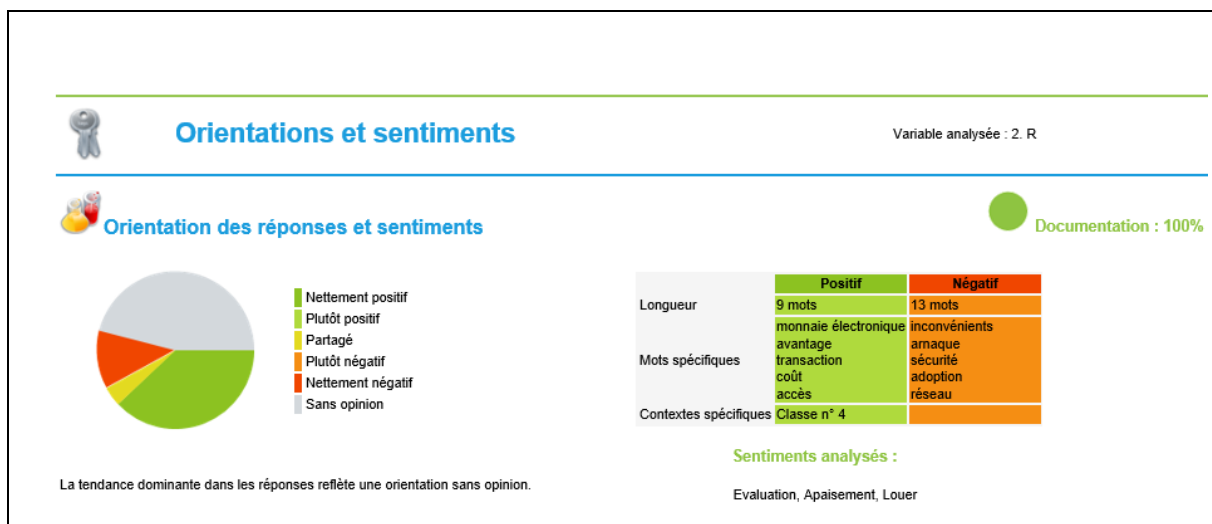 Orientations et sentiments
Variable analysée : 2. R
Orientation des réponses et sentiments
Documentation : 100%
Nettement positif
Plutôt positif
Partagé
Plutôt négatif
Nettement négatif
Sans opinion
Positif Négatif
Longueur 9 mots 13 mots
monnaie électronique inconvénients
avantage arnaque
Mots spécifiques transaction sécurité
coût adoption
accès réseau
Contextes spécifiques Classe n° 4
Sentiments analysés :
La tendance dominante dans les réponses reflète une orientation sans opinion.
Evaluation, Apaisement, Louer